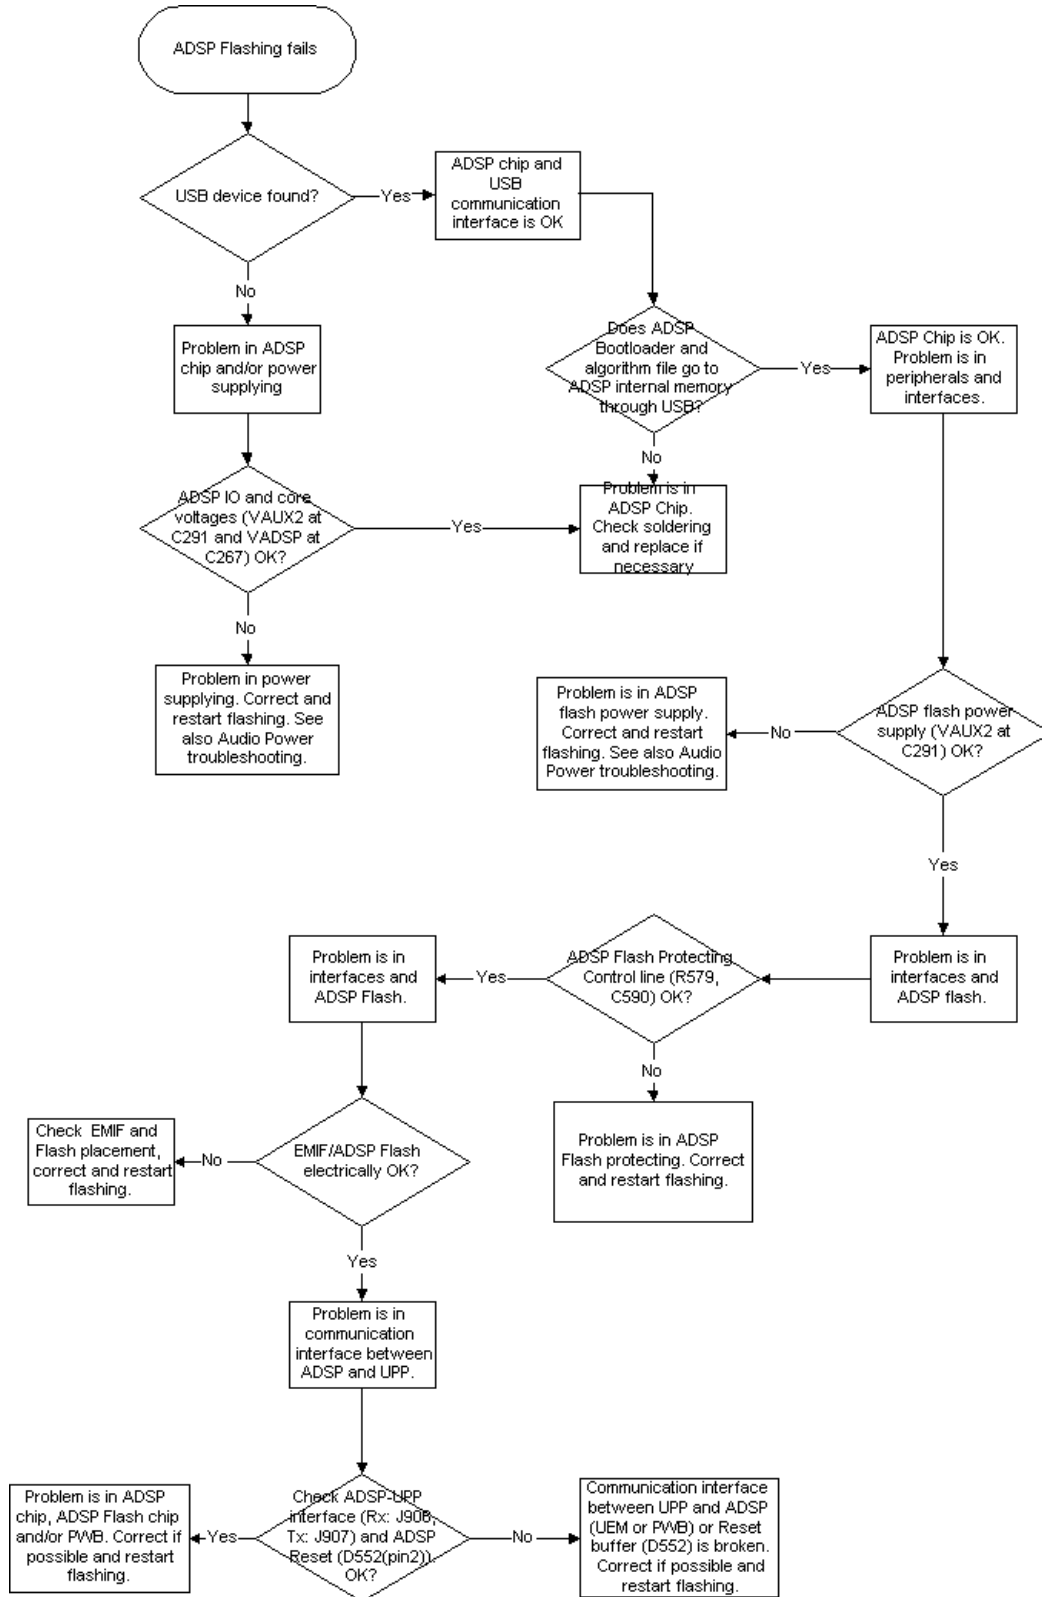 ADSP Flashing fails
USB device found?
Yes
ADSP chip and
USB
communication
interface is OK
No
Problem in ADSP
chip and/or power
supplying
Does ADSP
Bootloader and
algorithm file go to
ADSP internal memory
through USB?
Yes
ADSP Chip is OK.
Problem is in
peripherals and
interfaces.
No
ADSP IO and core
voltages (VAUX2 at
C291 and VADSP at
C267) OK?
Yes
Problem is in
ADSP Chip.
Check soldering
and replace if
necessary
No
Problem in power
supplying. Correct and
restart flashing. See
also Audio Power
troubleshooting.
Problem is in ADSP
flash power supply.
Correct and restart
flashing. See also Audio
Power troubleshooting.
No
ADSP flash power
supply (VAUX2 at
C291) OK?
Yes
Problem is in
interfaces and
ADSP Flash.
Yes
ADSP Flash Protecting
Control line (R579,
C590) OK?
Problem is in
interfaces and
ADSP flash.
No
Check EMIF and
Flash placement,
correct and restart
flashing.
No
EMIF/ADSP Flash
electrically OK?
Problem is in ADSP
Flash protecting. Correct
and restart flashing.
Yes
Problem is in
communication
interface between
ADSP and UPP.
Problem is in ADSP
chip, ADSP Flash chip
and/or PWB. Correct if
possible and restart
flashing.
Yes
Check ADSP-UPP
interface (Rx: J906,
Tx: J907) and ADSP
Reset (D552(pin2)).
OK?
No
Communication interface
between UPP and ADSP
(UEM or PWB) or Reset
buffer (D552) is broken.
Correct if possible and
restart flashing.